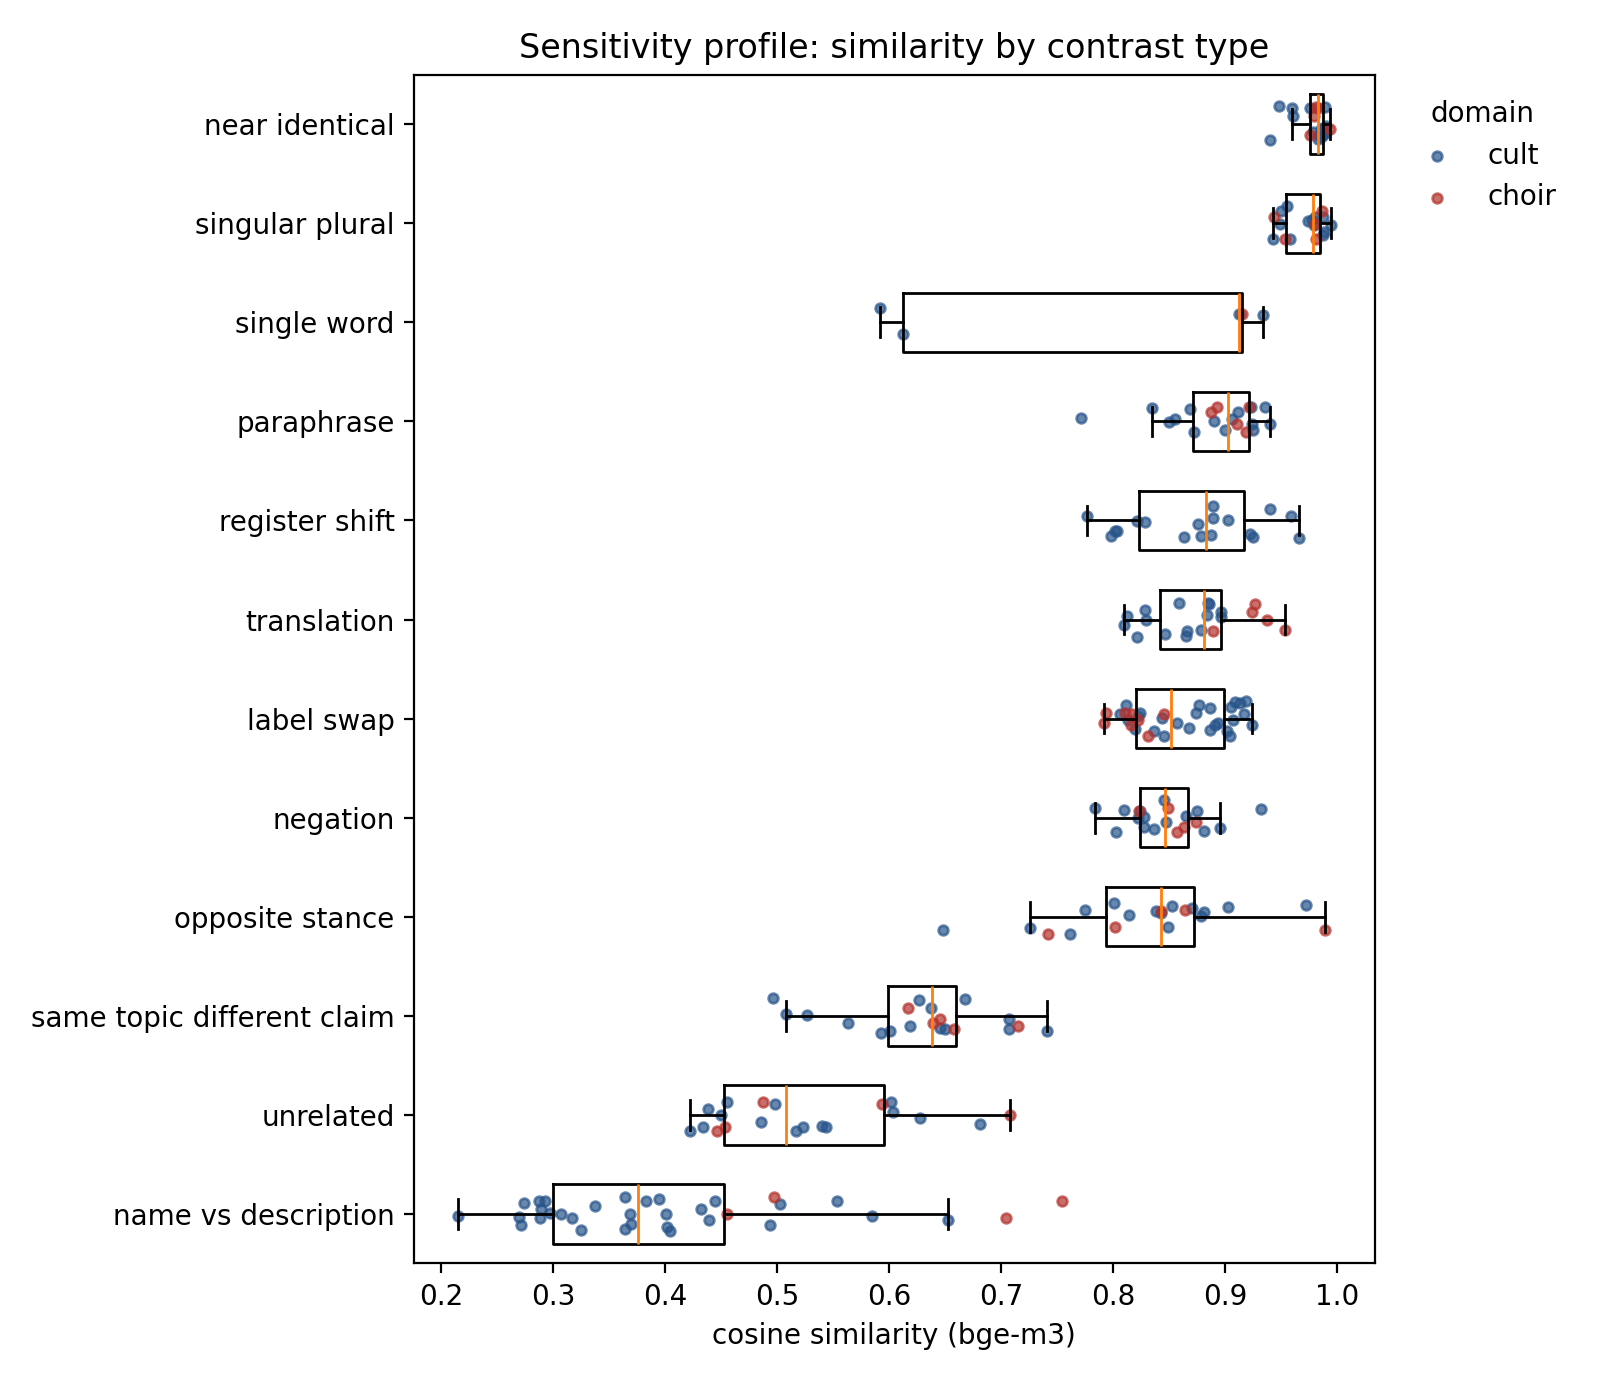 Sensitivity profile: similarity by contrast type
near identical
singular plural
single word
paraphrase
register shift
translation
label swap
negation
opposite stance
same topic different claim
unrelated
name vs description
0.2 0.3 0.4 0.5 0.6 0.7 0.8 0.9 1.0
cosine similarity (bge-m3)
domain
cult
choir